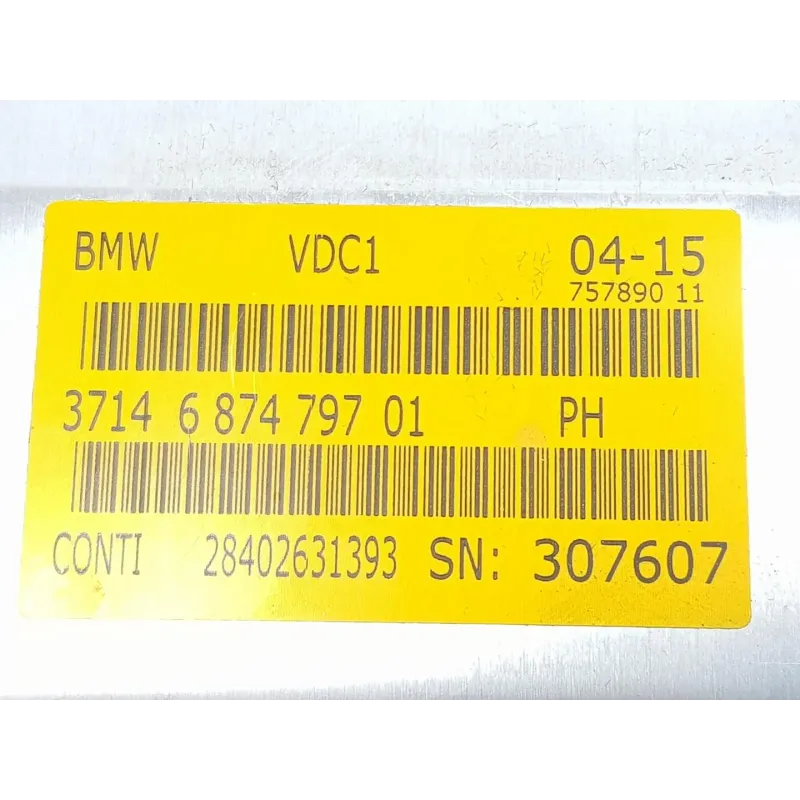 BMW VDC1 04-15
757890 11
3714 6 874 797 01 PH
CONTI 28402631393 SN: 307607